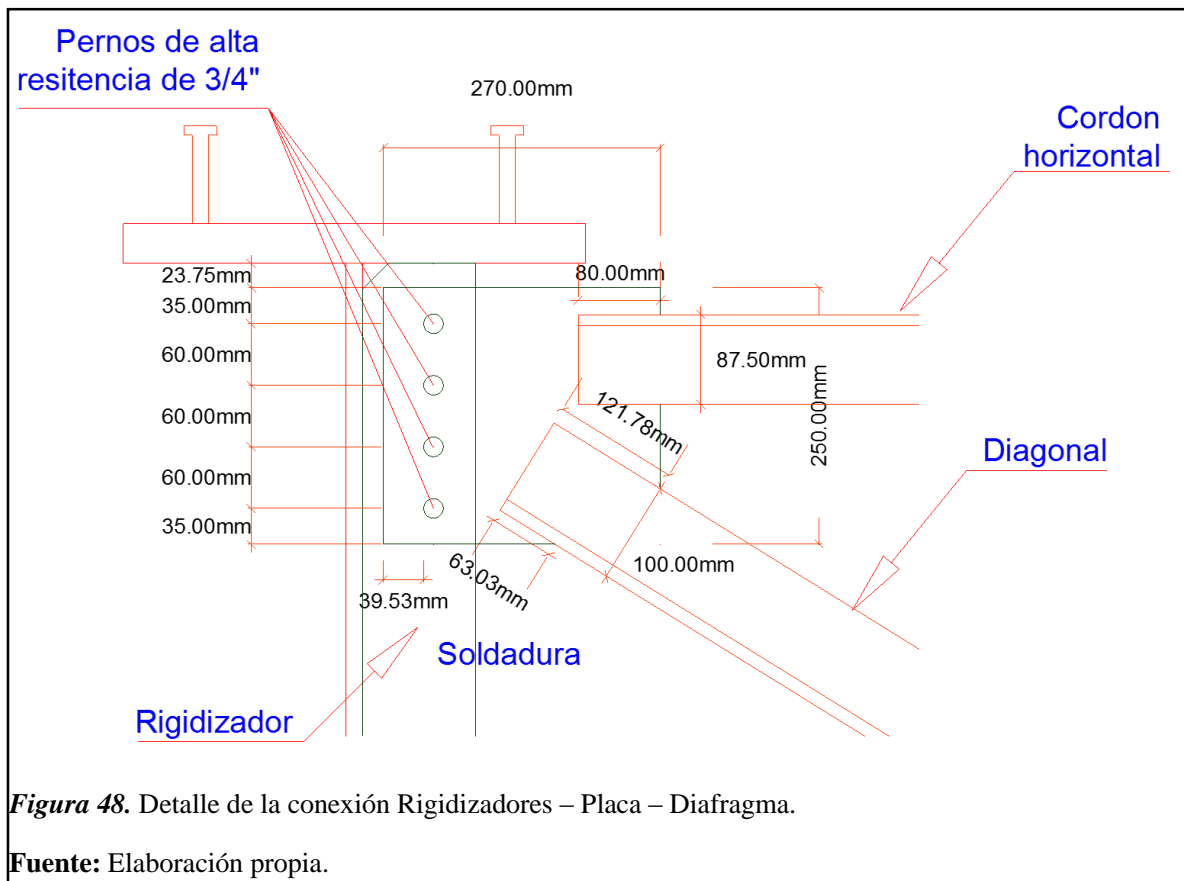 Pernos de alta
resitencia de 3/4"
270.00mm
Cordon
horizontal
23.75mm
80.00mm
35.00mm
60.00mm
87.50mm
121.78mm
250.00mm
60.00mm
Diagonal
60.00mm
35.00mm
63.03mm
100.00mm
39.53mm
Soldadura
Rigidizador
Figura 48. Detalle de la conexión Rigidizadores – Placa – Diafragma.
Fuente: Elaboración propia.